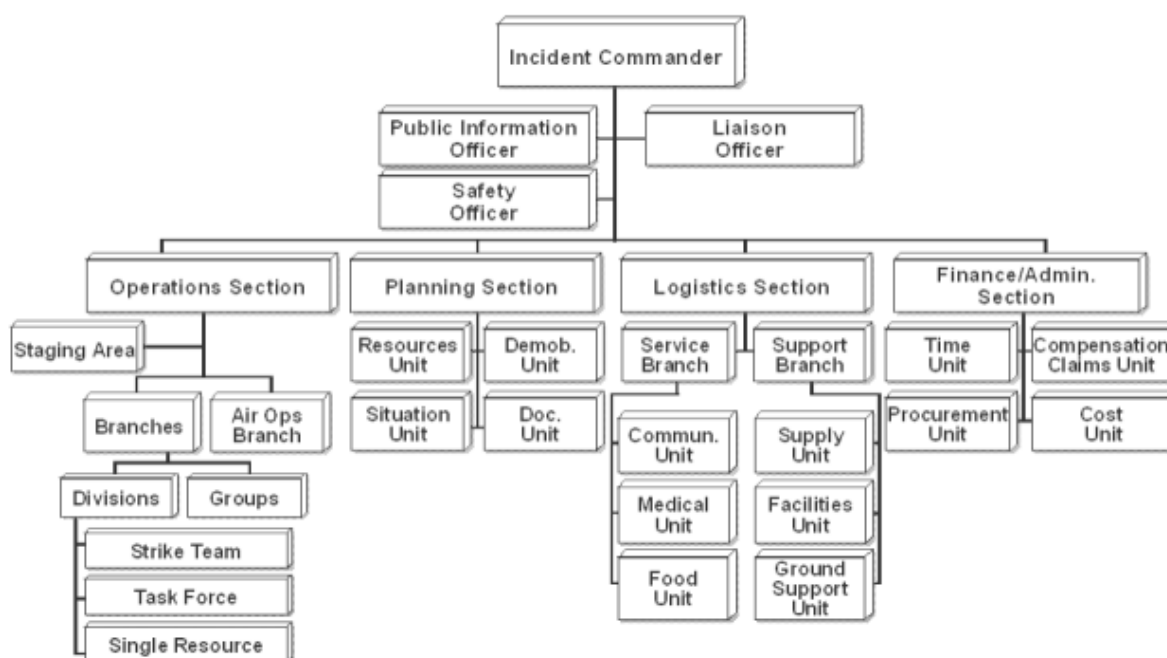 Incident Commander
Public Information
Officer
Liaison
Officer
Safety
Officer
Operations Section
Planning Section
Logistics Section
Finance/Admin.
Section
Staging Area
Resources
Unit
Demob.
Unit
Service
Branch
Support
Branch
Time
Unit
Compensation
Claims Unit
Branches
Air Ops
Branch
Situation
Unit
Doc.
Unit
Procurement
Unit
Cost
Unit
Commun.
Unit
Supply
Unit
Divisions
Groups
Medical
Unit
Facilities
Unit
Strike Team
Task Force
Single Resource
Food
Unit
Ground
Support
Unit